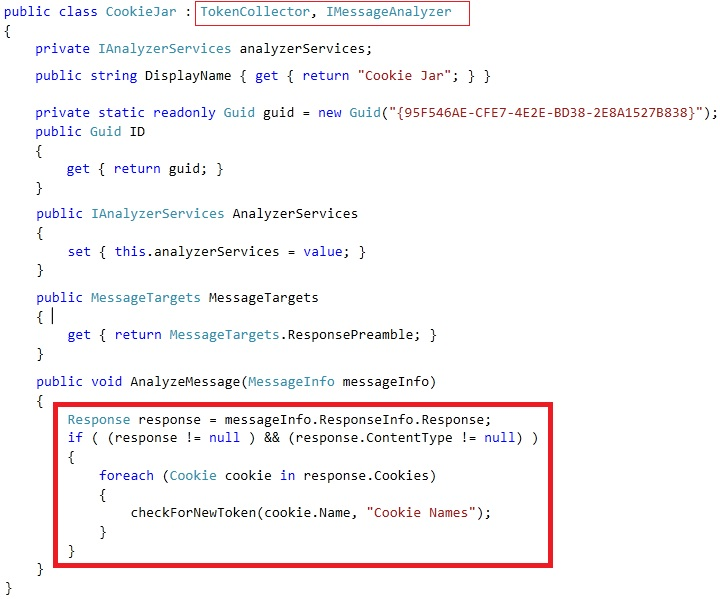 public class CookieJar : TokenCollector, IMessageAnalyzer
{
private IAnalyzerServices analyzerServices;
public string DisplayName { get { return "Cookie Jar"; } }
private static readonly Guid guid = new Guid("{95F546AE-CFE7-4E2E-BD38-2E8A1527B838}");
public Guid ID
{
get { return guid; }
}
public IAnalyzerServices AnalyzerServices
{
set { this.analyzerServices = value; }
}
public MessageTargets MessageTargets
{
get { return MessageTargets.ResponsePreamble; }
}
public void AnalyzeMessage(MessageInfo messageInfo)
{
Response response = messageInfo.ResponseInfo.Response;
if ( (response != null ) && (response.ContentType != null) )
{
foreach (Cookie cookie in response.Cookies)
{
checkForNewToken(cookie.Name, "Cookie Names");
}
}
}
}